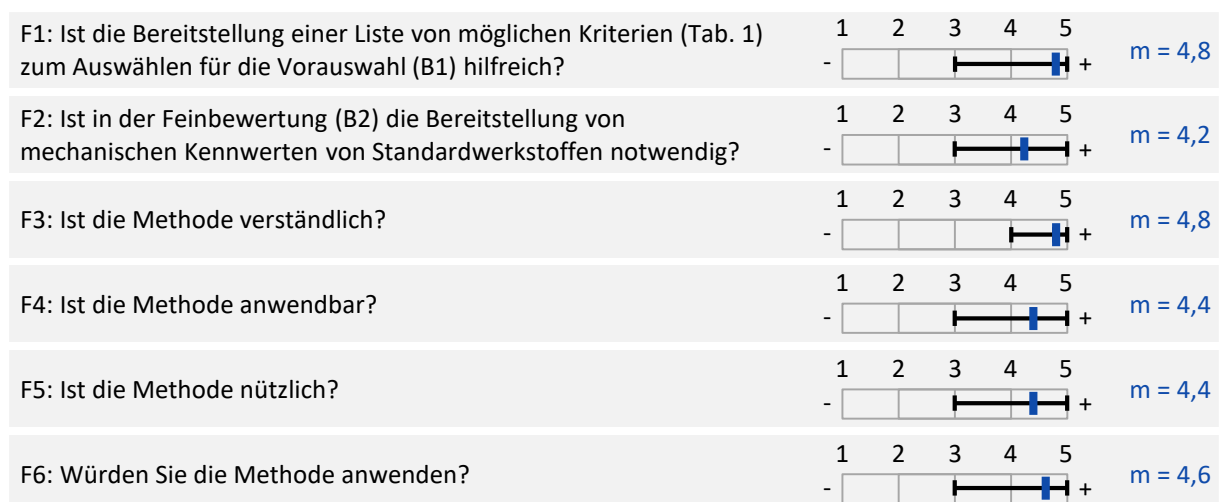 F1: Ist die Bereitstellung einer Liste von möglichen Kriterien (Tab. 1)
zum Auswählen für die Vorauswahl (B1) hilfreich?
1 2 3 4 5
- +
m = 4,8
F2: Ist in der Feinbewertung (B2) die Bereitstellung von
mechanischen Kennwerten von Standardwerkstoffen notwendig?
1 2 3 4 5
- +
m = 4,2
F3: Ist die Methode verständlich?
1 2 3 4 5
- +
m = 4,8
F4: Ist die Methode anwendbar?
1 2 3 4 5
- +
m = 4,4
F5: Ist die Methode nützlich?
1 2 3 4 5
- +
m = 4,4
F6: Würden Sie die Methode anwenden?
1 2 3 4 5
- +
m = 4,6